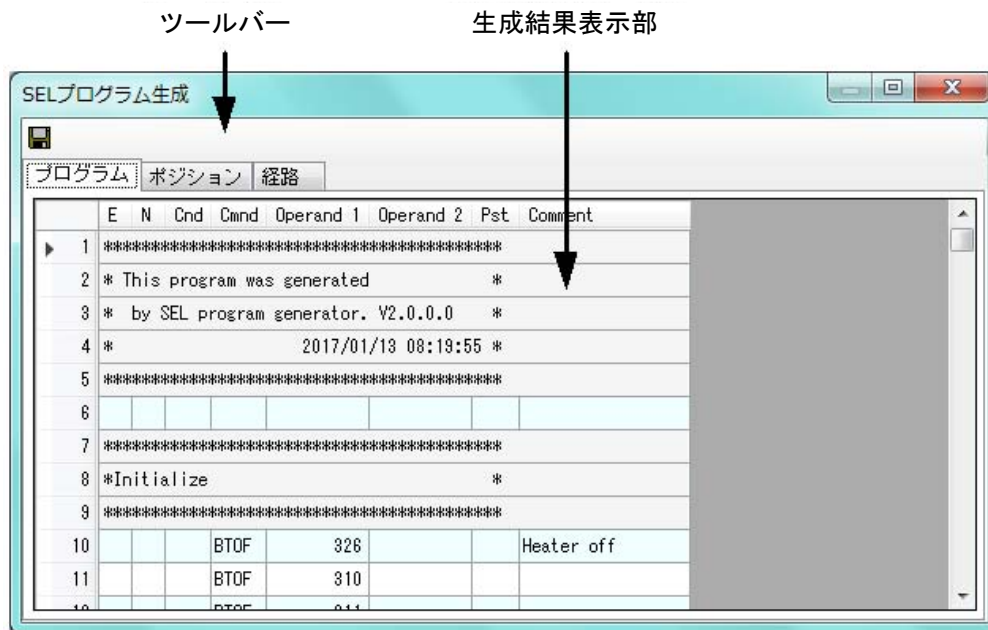 ツールバー 生成結果表示部
SELプログラム生成
プログラム ポジション 経路
E N Cnd Cmnd Operand 1 Operand 2 Pst Comment
1 *******************************************
2 * This program was generated *
3 * by SEL program generator. V2.0.0.0 *
4 * 2017/01/13 08:19:55 *
5 *******************************************
6
7 *******************************************
8 *Initialize *
9 *******************************************
10 BTOF 326 Heater off
11 BTOF 310